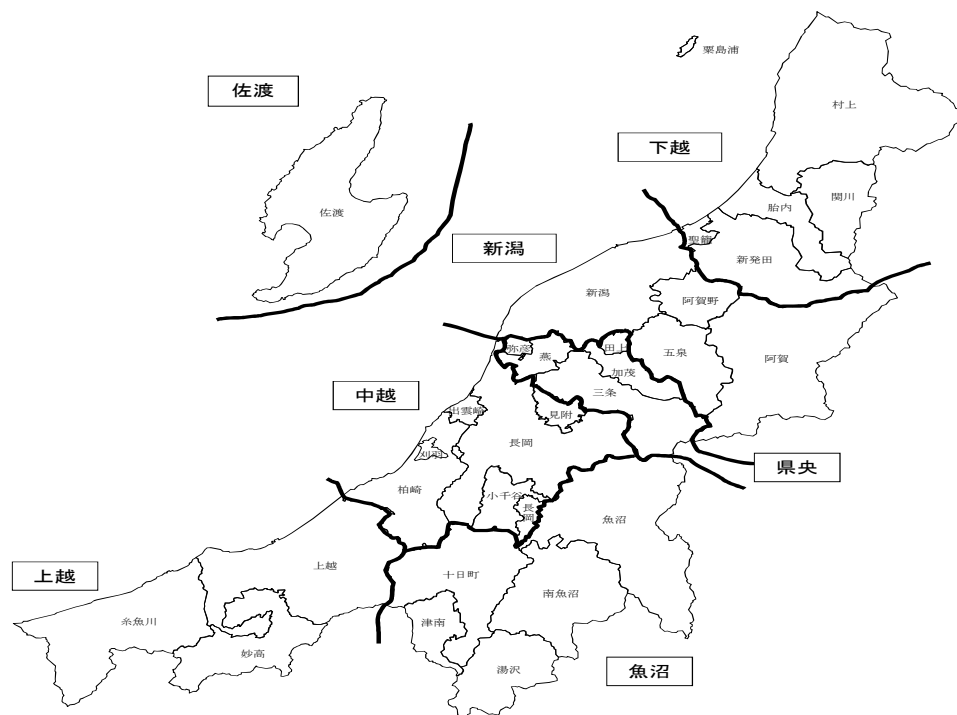 粟島浦
佐渡
村上
下越
関川
胎内
佐渡
聖籠
新潟
新発田
新潟
阿賀野
弥彦
燕
田上
五泉
阿賀
加茂
三条
中越
出雲崎
見附
長岡
刈羽
県央
柏崎
小千谷
長岡
魚沼
上越
十日町
上越
南魚沼
糸魚川
津南
妙高
湯沢
魚沼